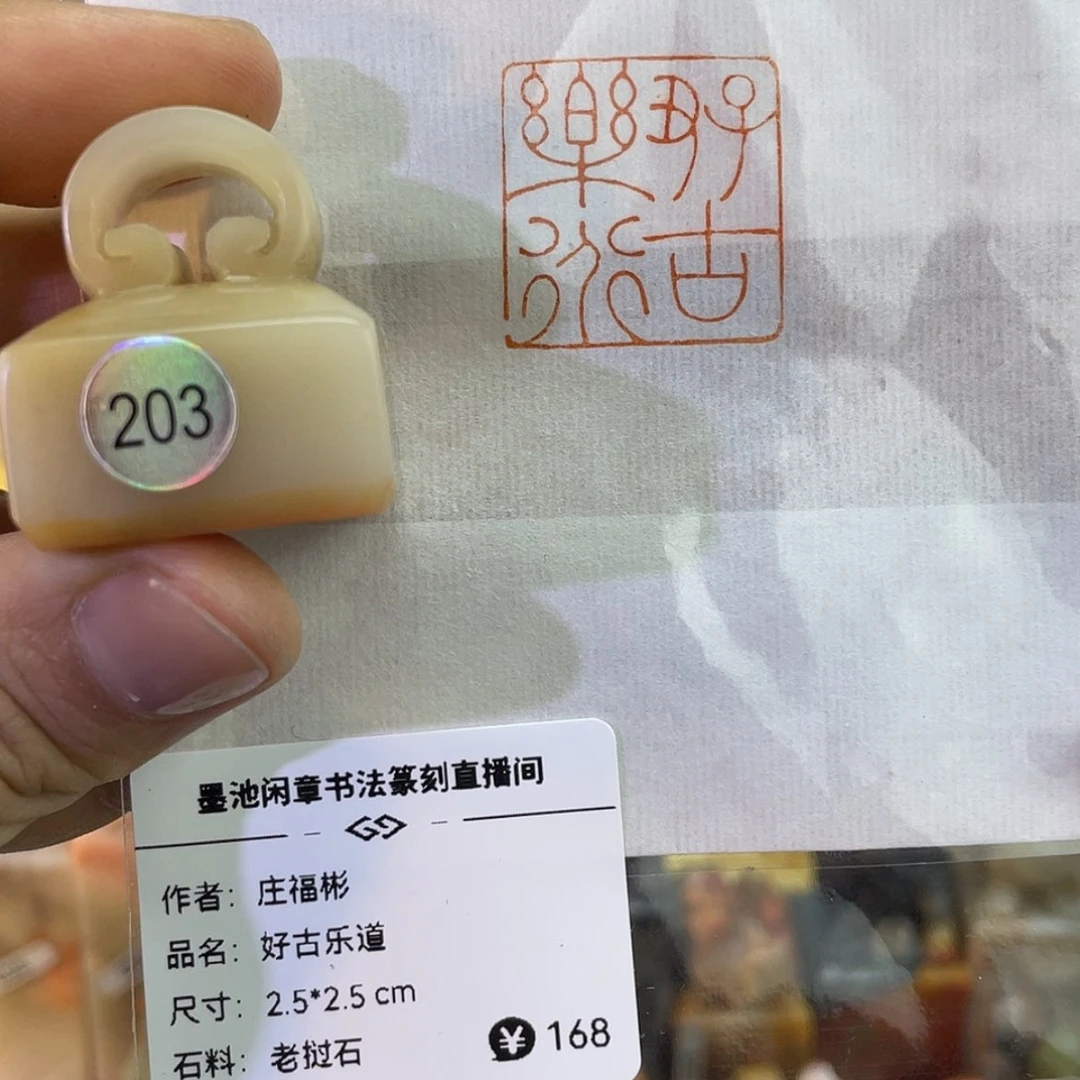 好古
樂道
203
墨池闲章书法篆刻直播间
作者：庄福彬
品名：好古乐道
尺寸：2.5*2.5 cm
石料：老挝石
¥ 168